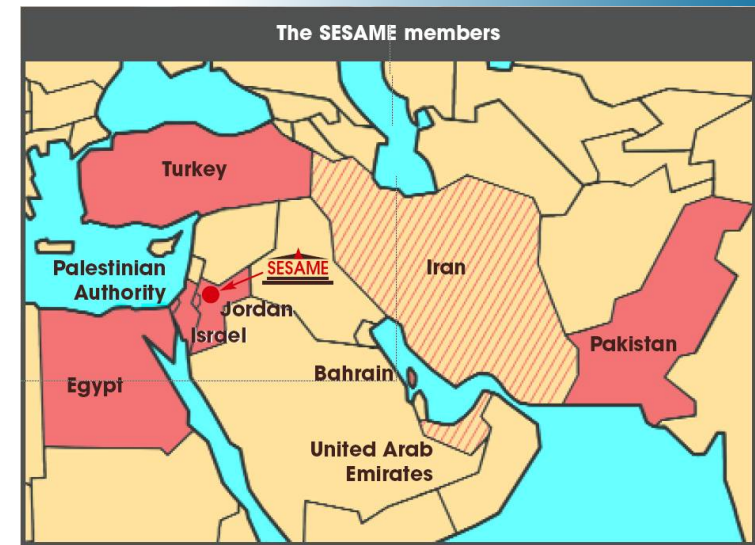 The SESAME members
Turkey
SESAME
Iran
Palestinian
Authority
Jordan
Israel
Pakistan
Bahrain
Egypt
United Arab
Emirates